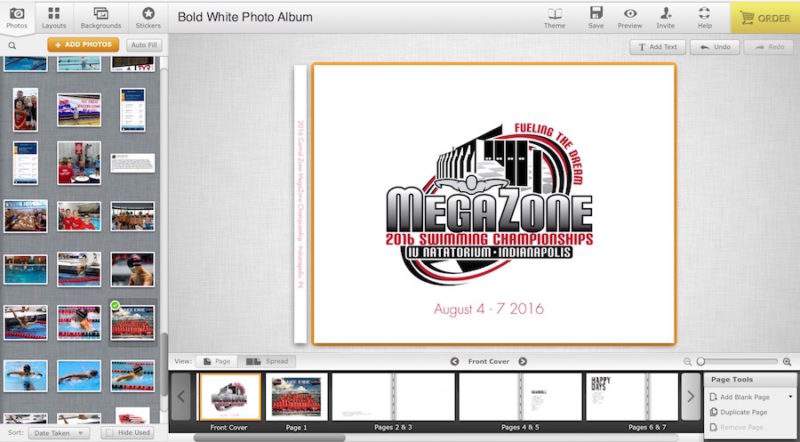 Photos
Layouts
Backgrounds
Stickers
Bold White Photo Album
Theme
Save
Preview
Invite
Help
ORDER
+ ADD PHOTOS
Auto Fill
T Add Text
Undo
Redo
FUELING THE DREAM
MEGAZONE
2016 SWIMMING CHAMPIONSHIPS
IU NATATORIUM · INDIANAPOLIS
August 4 - 7 2016
2016 Central Zone MegaZone Championship Indianapolis, IN
View:
Page
Spread
Front Cover
Front Cover
Page 1
Pages 2 & 3
Pages 4 & 5
HAPPY
DAYS
Pages 6 & 7
Page Tools
Add Blank Page
Duplicate Page
Remove Page
Sort:
Date Taken
Hide Used